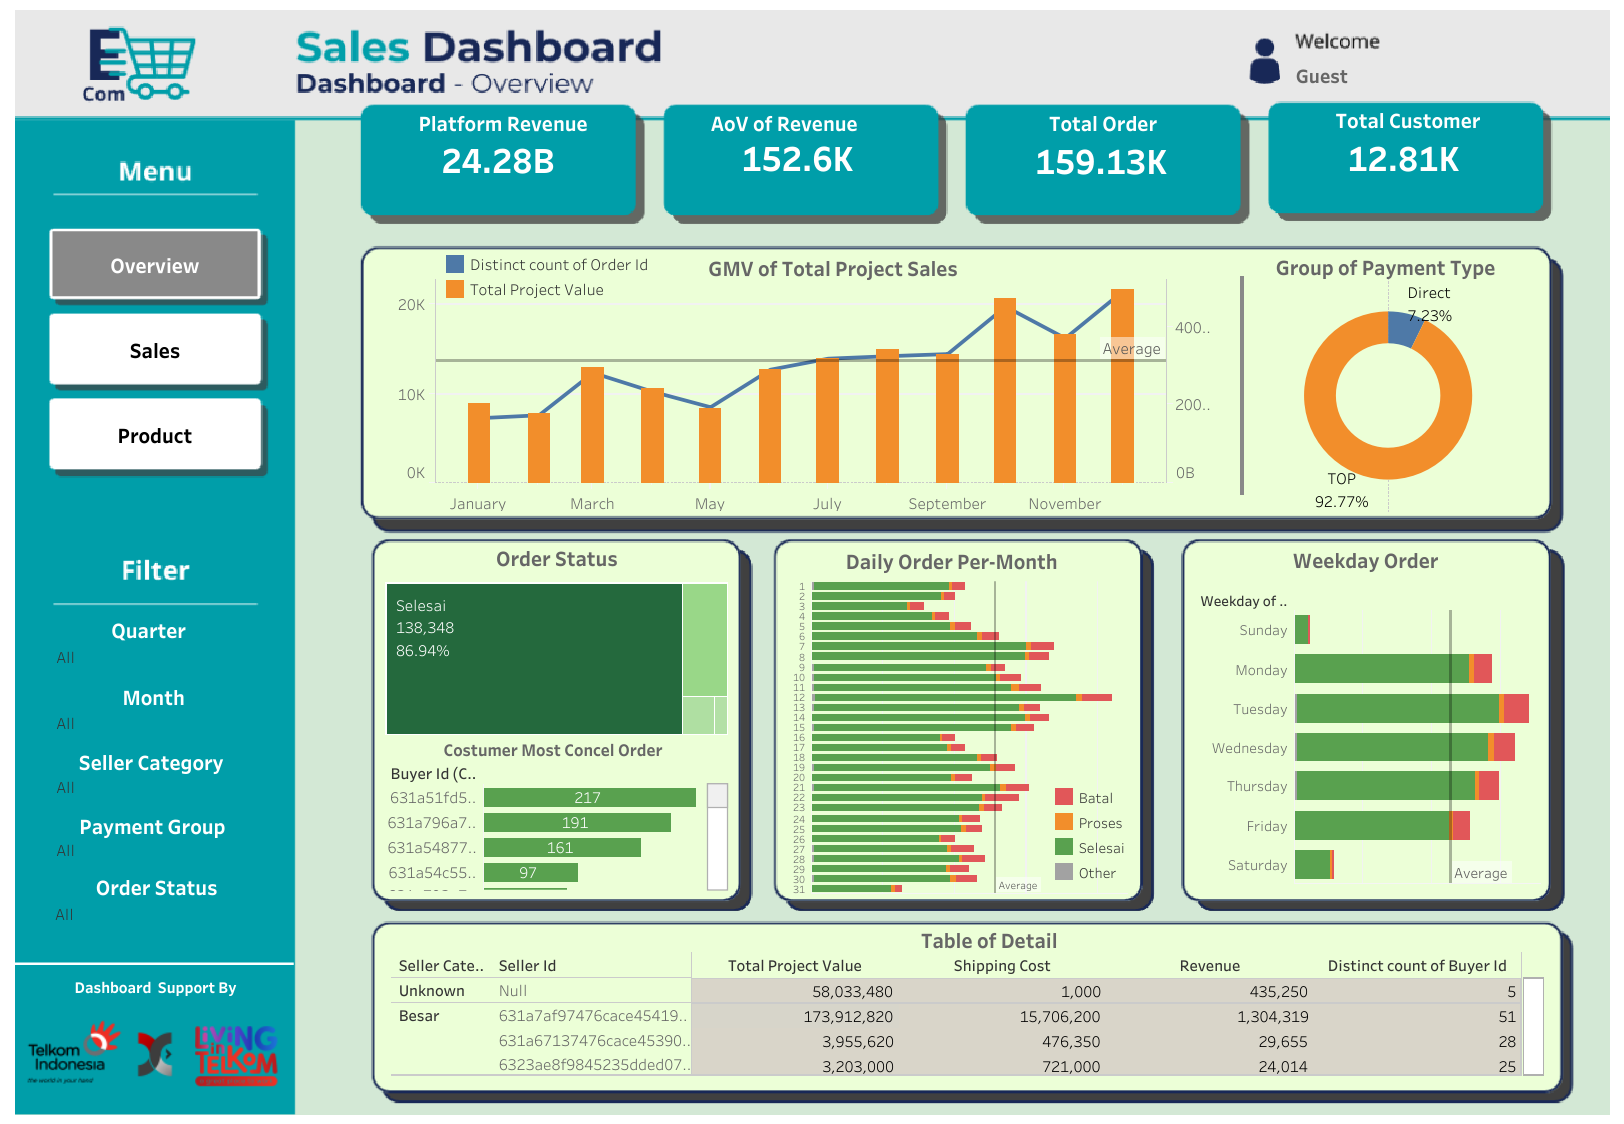 E
Com
Sales Dashboard
Dashboard - Overview
Welcome
Guest
Platform Revenue
24.28B
AoV of Revenue
152.6K
Total Order
159.13K
Total Customer
12.81K
Menu
Overview
Sales
Product
Filter
Quarter
All
Month
All
Seller Category
All
Payment Group
All
Order Status
All
Dashboard Support By
Telkom
Indonesia
the world in your hand
LiViNG
in
TELKOM
Distinct count of Order Id
Total Project Value
GMV of Total Project Sales
20K
10K
0K
400..
200..
0B
Average
January
March
May
July
September
November
Group of Payment Type
Direct
7.23%
TOP
92.77%
Order Status
Selesai
138,348
86.94%
Costumer Most Concel Order
Buyer Id (C..
631a51fd5.. 217
631a796a7.. 191
631a54877.. 161
631a54c55.. 97
Daily Order Per-Month
1
2
3
4
5
6
7
8
9
10
11
12
13
14
15
16
17
18
19
20
21
22
23
24
25
26
27
28
29
30
31
Batal
Proses
Selesai
Other
Average
Weekday Order
Weekday of ..
Sunday
Monday
Tuesday
Wednesday
Thursday
Friday
Saturday
Average
Table of Detail
Seller Cate.. Seller Id Total Project Value Shipping Cost Revenue Distinct count of Buyer Id
Unknown Null 58,033,480 1,000 435,250 5
Besar 631a7af97476cace45419.. 173,912,820 15,706,200 1,304,319 51
631a67137476cace45390.. 3,955,620 476,350 29,655 28
6323ae8f9845235dded07.. 3,203,000 721,000 24,014 25